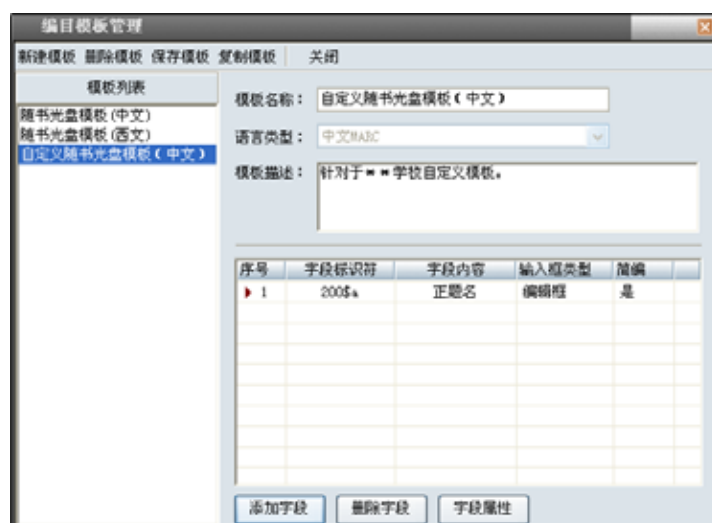 编目模板管理
新建模板 删除模板 保存模板 复制模板 关闭
模板列表
随书光盘模板(中文)
随书光盘模板(西文)
自定义随书光盘模板(中文)
模板名称: 自定义随书光盘模板(中文)
语言类型: 中文MARC
模板描述: 针对于**学校自定义模板。
序号 字段标识符 字段内容 输入框类型 简编
1 200$a 正题名 编辑框 是
添加字段 删除字段 字段属性